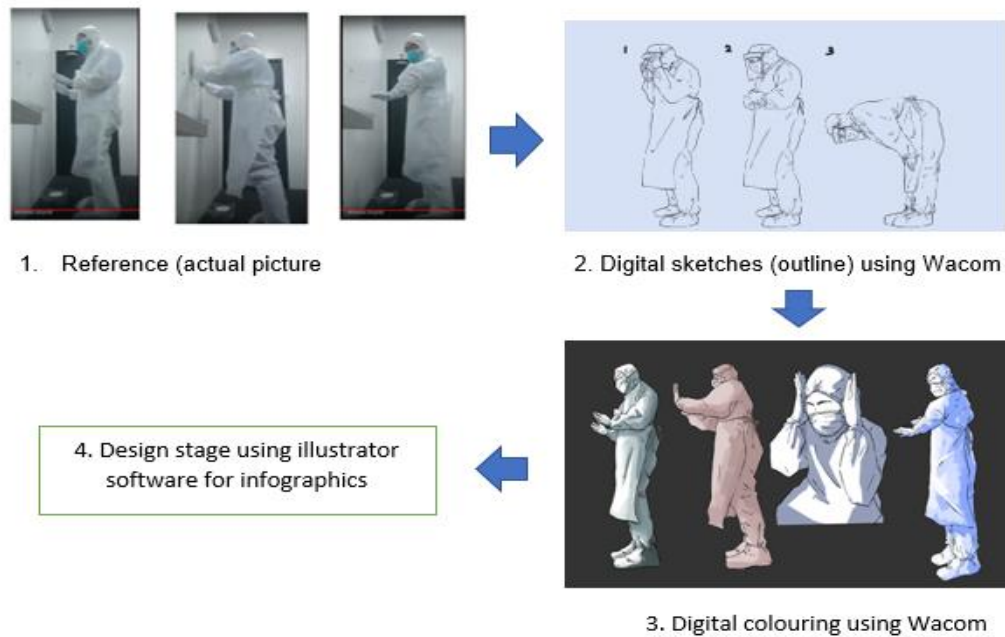 1 2 3
1. Reference (actual picture
2. Digital sketches (outline) using Wacom
4. Design stage using illustrator
software for infographics
3. Digital colouring using Wacom